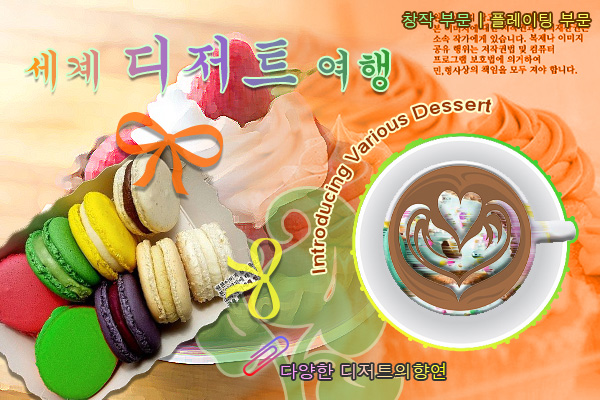 창작 부문 | 플레이팅 부문
소속 작가에게 있습니다. 복제나 이미지
공유 행위는 저작권법 및 컴퓨터
프로그램 보호법에 의거하여
민,형사상의 책임을 모두 져야 합니다.
세계 디저트 여행
Introducing Various Dessert
다양한 디저트의향연